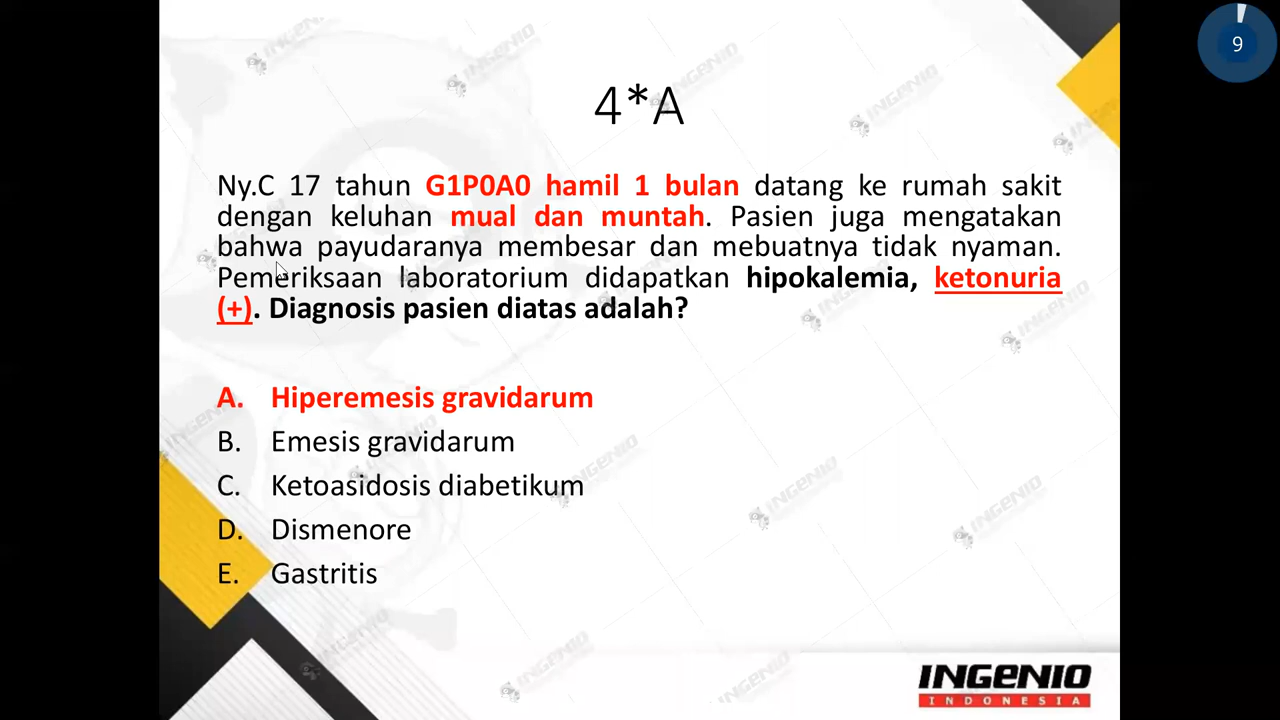 9
4*A
Ny.C 17 tahun G1P0A0 hamil 1 bulan datang ke rumah sakit
dengan keluhan mual dan muntah. Pasien juga mengatakan
bahwa payudaranya membesar dan mebuatnya tidak nyaman.
Pemeriksaan laboratorium didapatkan hipokalemia, ketonuria
(+). Diagnosis pasien diatas adalah?
A. Hiperemesis gravidarum
B. Emesis gravidarum
C. Ketoasidosis diabetikum
D. Dismenore
E. Gastritis
INGENIO
INDONESIA